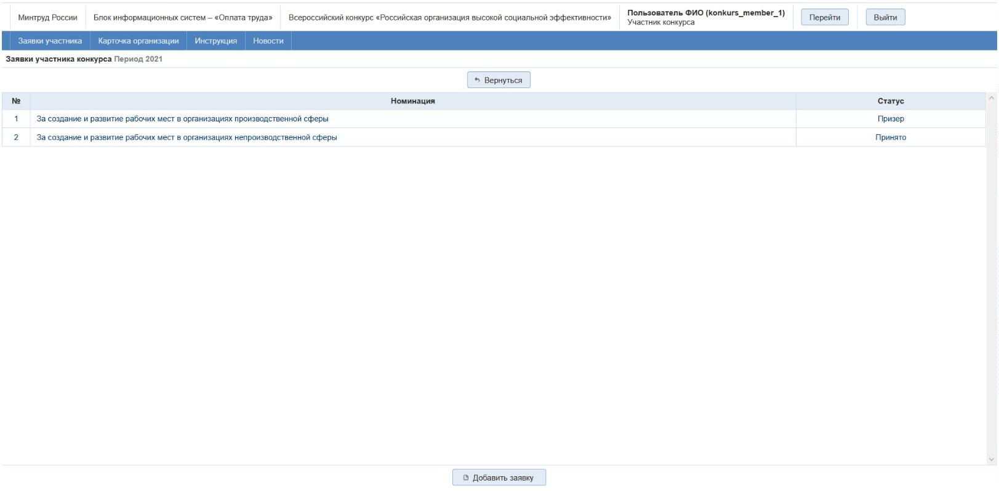 Минтруд России Блок информационных систем – «Оплата труда» Всероссийский конкурс «Российская организация высокой социальной эффективности» Пользователь ФИО (konkurs_member_1) Перейти Выйти
Участник конкурса
Заявки участника Карточка организации Инструкция Новости
Заявки участника конкурса Период 2021
Вернуться
№ Номинация Статус
1 За создание и развитие рабочих мест в организациях производственной сферы Призер
2 За создание и развитие рабочих мест в организациях непроизводственной сферы Принято
Добавить заявку